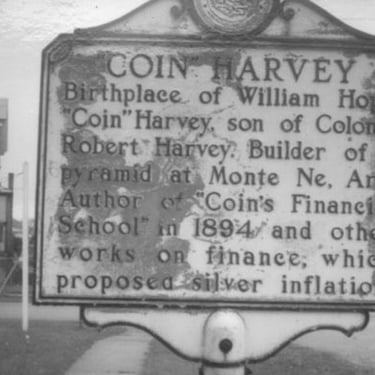 "COIN" HARVEY
Birthplace of William Hop
"Coin" Harvey, son of Colon
Robert Harvey. Builder of
pyramid at Monte Ne, Ar
Author of "Coin's Financi
School" in 1894 and othe
works on finance, whic
proposed silver inflatio